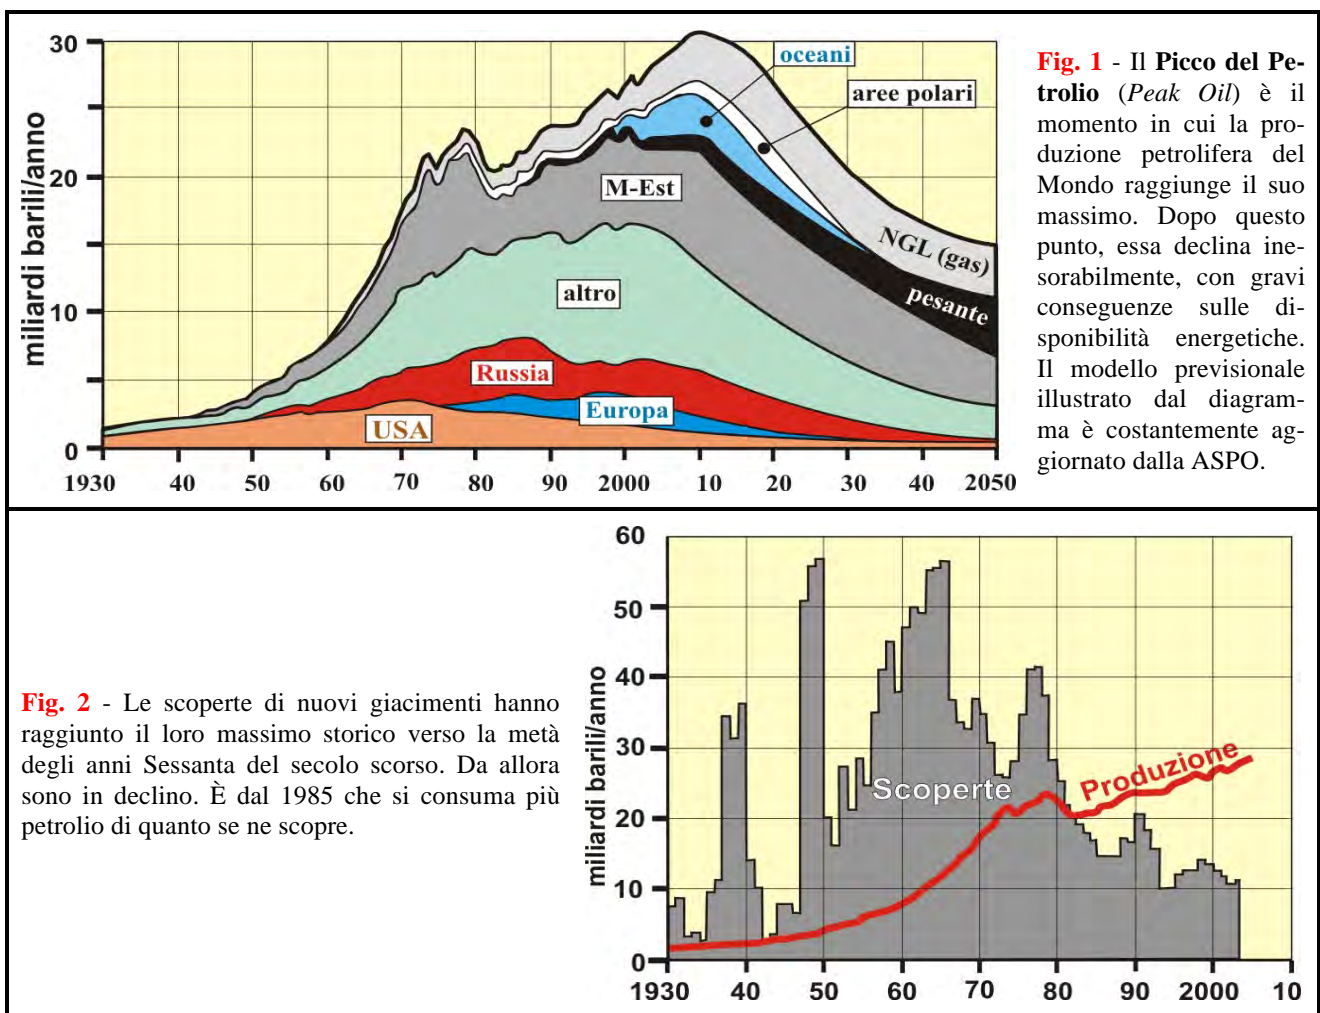 30
20
10
0
miliardi barili/anno
oceani
aree polari
M-Est
NGL (gas)
pesante
altro
Russia
Europa
USA
1930 40 50 60 70 80 90 2000 10 20 30 40 2050
Fig. 1 - Il Picco del Pe-
trolio (Peak Oil) è il
momento in cui la pro-
duzione petrolifera del
Mondo raggiunge il suo
massimo. Dopo questo
punto, essa declina ine-
sorabilmente, con gravi
conseguenze sulle di-
sponibilità energetiche.
Il modello previsionale
illustrato dal diagram-
ma è costantemente ag-
giornato dalla ASPO.
Fig. 2 - Le scoperte di nuovi giacimenti hanno
raggiunto il loro massimo storico verso la metà
degli anni Sessanta del secolo scorso. Da allora
sono in declino. È dal 1985 che si consuma più
petrolio di quanto se ne scopre.
60
50
40
30
20
10
0
miliardi barili/anno
Scoperte
Produzione
1930 40 50 60 70 80 90 2000 10